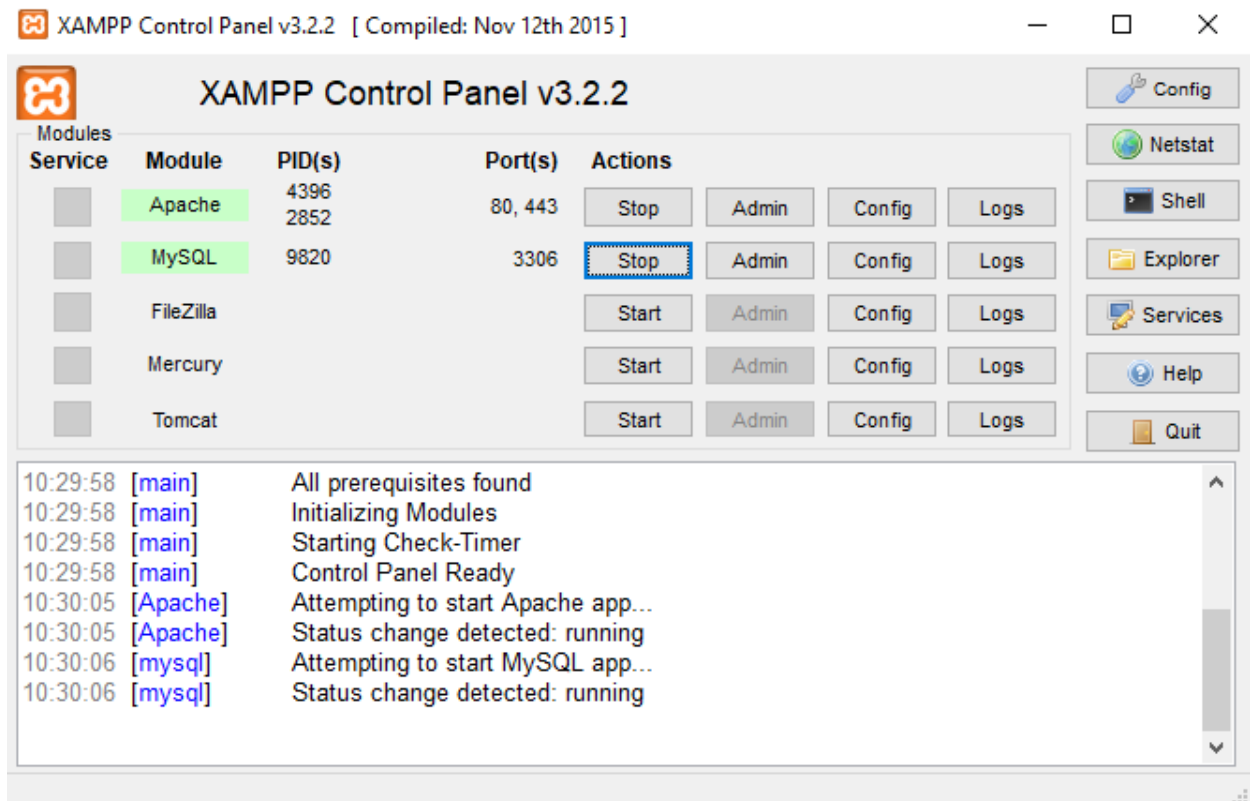 XAMPP Control Panel v3.2.2 [ Compiled: Nov 12th 2015 ]
XAMPP Control Panel v3.2.2
Config
Modules
Service Module PID(s) Port(s) Actions
Netstat
Apache 4396 2852 80, 443 Stop Admin Config Logs
Shell
MySQL 9820 3306 Stop Admin Config Logs
Explorer
FileZilla Start Admin Config Logs
Services
Mercury Start Admin Config Logs
Help
Tomcat Start Admin Config Logs
Quit
10:29:58 [main] All prerequisites found
10:29:58 [main] Initializing Modules
10:29:58 [main] Starting Check-Timer
10:29:58 [main] Control Panel Ready
10:30:05 [Apache] Attempting to start Apache app...
10:30:05 [Apache] Status change detected: running
10:30:06 [mysql] Attempting to start MySQL app...
10:30:06 [mysql] Status change detected: running